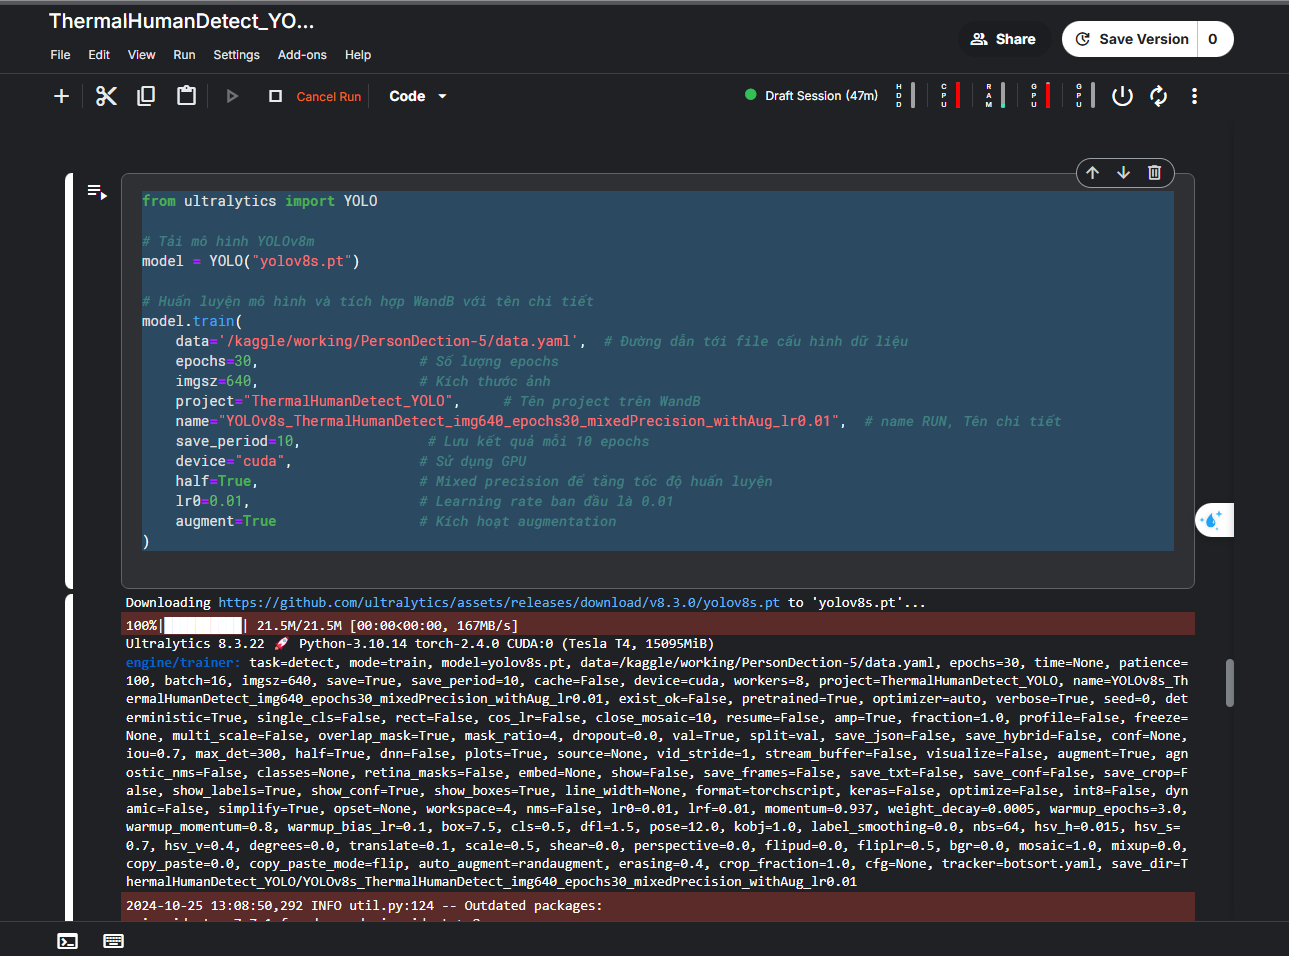 ThermalHumanDetect_YO...
File Edit View Run Settings Add-ons Help
Share
Save Version 0
Cancel Run
Code
Draft Session (47m)
HDD CPU RAM GPU GPU
from ultralytics import YOLO
# Tải mô hình YOLOv8m
model = YOLO("yolov8s.pt")
# Huấn luyện mô hình và tích hợp WandB với tên chi tiết
model.train(
data='/kaggle/working/PersonDection-5/data.yaml', # Đường dẫn tới file cấu hình dữ liệu
epochs=30, # Số lượng epochs
imgsz=640, # Kích thước ảnh
project="ThermalHumanDetect_YOLO", # Tên project trên WandB
name="YOLOv8s_ThermalHumanDetect_img640_epochs30_mixedPrecision_withAug_lr0.01", # name RUN, Tên chi tiết
save_period=10, # Lưu kết quả mỗi 10 epochs
device="cuda", # Sử dụng GPU
half=True, # Mixed precision để tăng tốc độ huấn luyện
lr0=0.01, # Learning rate ban đầu là 0.01
augment=True # Kích hoạt augmentation
)
Downloading https://github.com/ultralytics/assets/releases/download/v8.3.0/yolov8s.pt to 'yolov8s.pt'...
100%|██████████| 21.5M/21.5M [00:00<00:00, 167MB/s]
Ultralytics 8.3.22 🚀 Python-3.10.14 torch-2.4.0 CUDA:0 (Tesla T4, 15095MiB)
engine/trainer: task=detect, mode=train, model=yolov8s.pt, data=/kaggle/working/PersonDection-5/data.yaml, epochs=30, time=None, patience=
100, batch=16, imgsz=640, save=True, save_period=10, cache=False, device=cuda, workers=8, project=ThermalHumanDetect_YOLO, name=YOLOv8s_Th
ermalHumanDetect_img640_epochs30_mixedPrecision_withAug_lr0.01, exist_ok=False, pretrained=True, optimizer=auto, verbose=True, seed=0, det
erministic=True, single_cls=False, rect=False, cos_lr=False, close_mosaic=10, resume=False, amp=True, fraction=1.0, profile=False, freeze=
None, multi_scale=False, overlap_mask=True, mask_ratio=4, dropout=0.0, val=True, split=val, save_json=False, save_hybrid=False, conf=None,
iou=0.7, max_det=300, half=True, dnn=False, plots=True, source=None, vid_stride=1, stream_buffer=False, visualize=False, augment=True, agn
ostic_nms=False, classes=None, retina_masks=False, embed=None, show=False, save_frames=False, save_txt=False, save_conf=False, save_crop=F
alse, show_labels=True, show_conf=True, show_boxes=True, line_width=None, format=torchscript, keras=False, optimize=False, int8=False, dyn
amic=False, simplify=True, opset=None, workspace=4, nms=False, lr0=0.01, lrf=0.01, momentum=0.937, weight_decay=0.0005, warmup_epochs=3.0,
warmup_momentum=0.8, warmup_bias_lr=0.1, box=7.5, cls=0.5, dfl=1.5, pose=12.0, kobj=1.0, label_smoothing=0.0, nbs=64, hsv_h=0.015, hsv_s=
0.7, hsv_v=0.4, degrees=0.0, translate=0.1, scale=0.5, shear=0.0, perspective=0.0, flipud=0.0, fliplr=0.5, bgr=0.0, mosaic=1.0, mixup=0.0,
copy_paste=0.0, copy_paste_mode=flip, auto_augment=randaugment, erasing=0.4, crop_fraction=1.0, cfg=None, tracker=botsort.yaml, save_dir=T
hermalHumanDetect_YOLO/YOLOv8s_ThermalHumanDetect_img640_epochs30_mixedPrecision_withAug_lr0.01
2024-10-25 13:08:50,292 INFO util.py:124 -- Outdated packages: